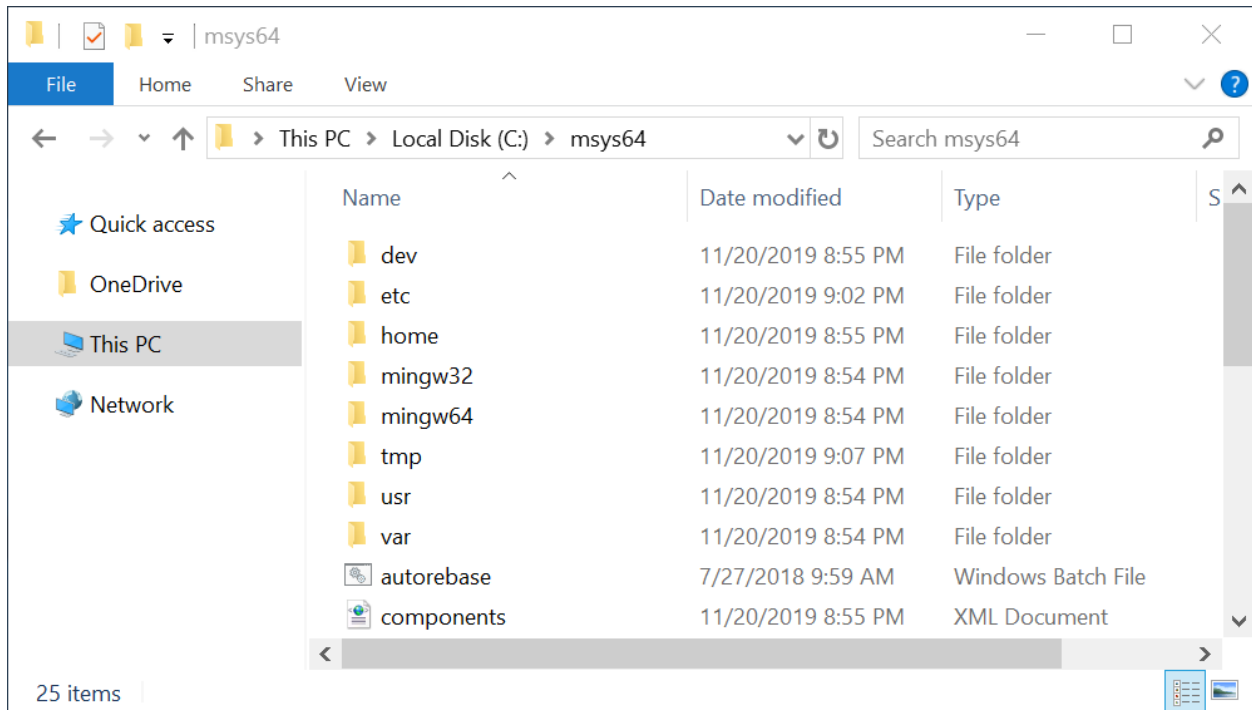 msys64
File Home Share View ?
This PC > Local Disk (C:) > msys64 Search msys64
Name Date modified Type S
Quick access
OneDrive
This PC
Network
dev 11/20/2019 8:55 PM File folder
etc 11/20/2019 9:02 PM File folder
home 11/20/2019 8:55 PM File folder
mingw32 11/20/2019 8:54 PM File folder
mingw64 11/20/2019 8:54 PM File folder
tmp 11/20/2019 9:07 PM File folder
usr 11/20/2019 8:54 PM File folder
var 11/20/2019 8:54 PM File folder
autorebase 7/27/2018 9:59 AM Windows Batch File
components 11/20/2019 8:55 PM XML Document
25 items